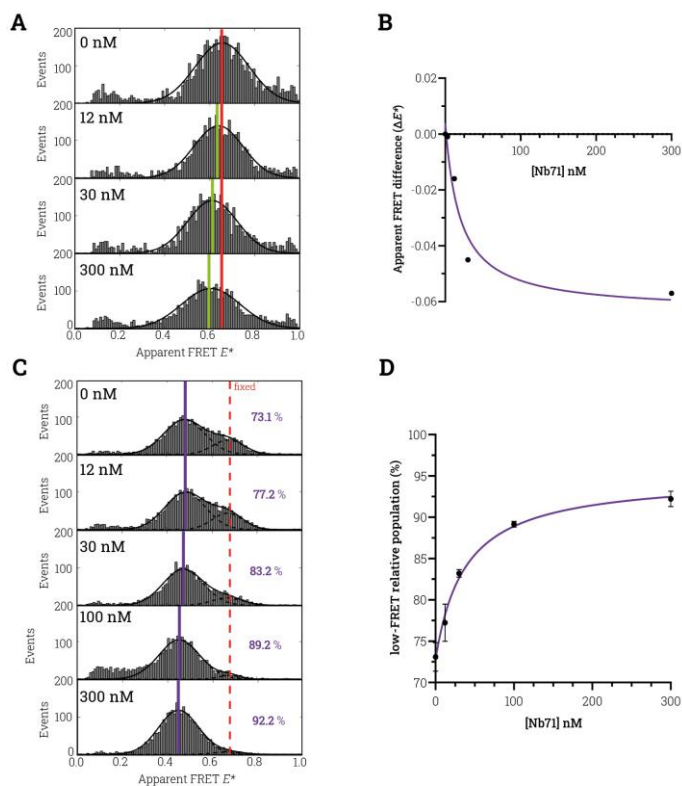 A
0 nM
200
100
Events
200
12 nM
100
Events
200
30 nM
100
Events
200
300 nM
100
Events
0
0.0 0.2 0.4 0.6 0.8 1.0
Apparent FRET E*
B
0.02
0.00
-0.02
-0.04
-0.06
100 200 300
[Nb71] nM
Apparent FRET difference (ΔE*)
C
200
0 nM
fixed
73.1 %
100
Events
200
12 nM
77.2 %
100
Events
200
30 nM
83.2 %
100
Events
200
100 nM
89.2 %
100
Events
200
300 nM
92.2 %
100
Events
0
0.0 0.2 0.4 0.6 0.8 1.0
Apparent FRET E*
D
100
95
90
85
80
75
70
65
0 100 200 300
[Nb71] nM
low-FRET relative population (%)